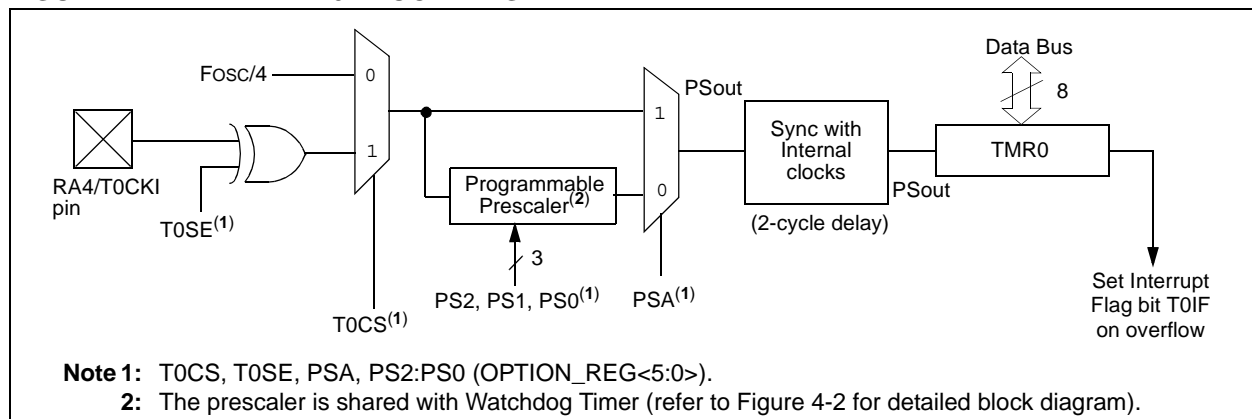 Data Bus
FOSC/4
0
PSout
8
1
1
Sync with
Internal
clocks
TMR0
RA4/T0CKI
pin
Programmable
Prescaler(2)
0
PSout
T0SE(1)
(2-cycle delay)
3
PS2, PS1, PS0(1)
PSA(1)
Set Interrupt
Flag bit T0IF
on overflow
T0CS(1)
Note 1: T0CS, T0SE, PSA, PS2:PS0 (OPTION_REG<5:0>).
2: The prescaler is shared with Watchdog Timer (refer to Figure 4-2 for detailed block diagram).